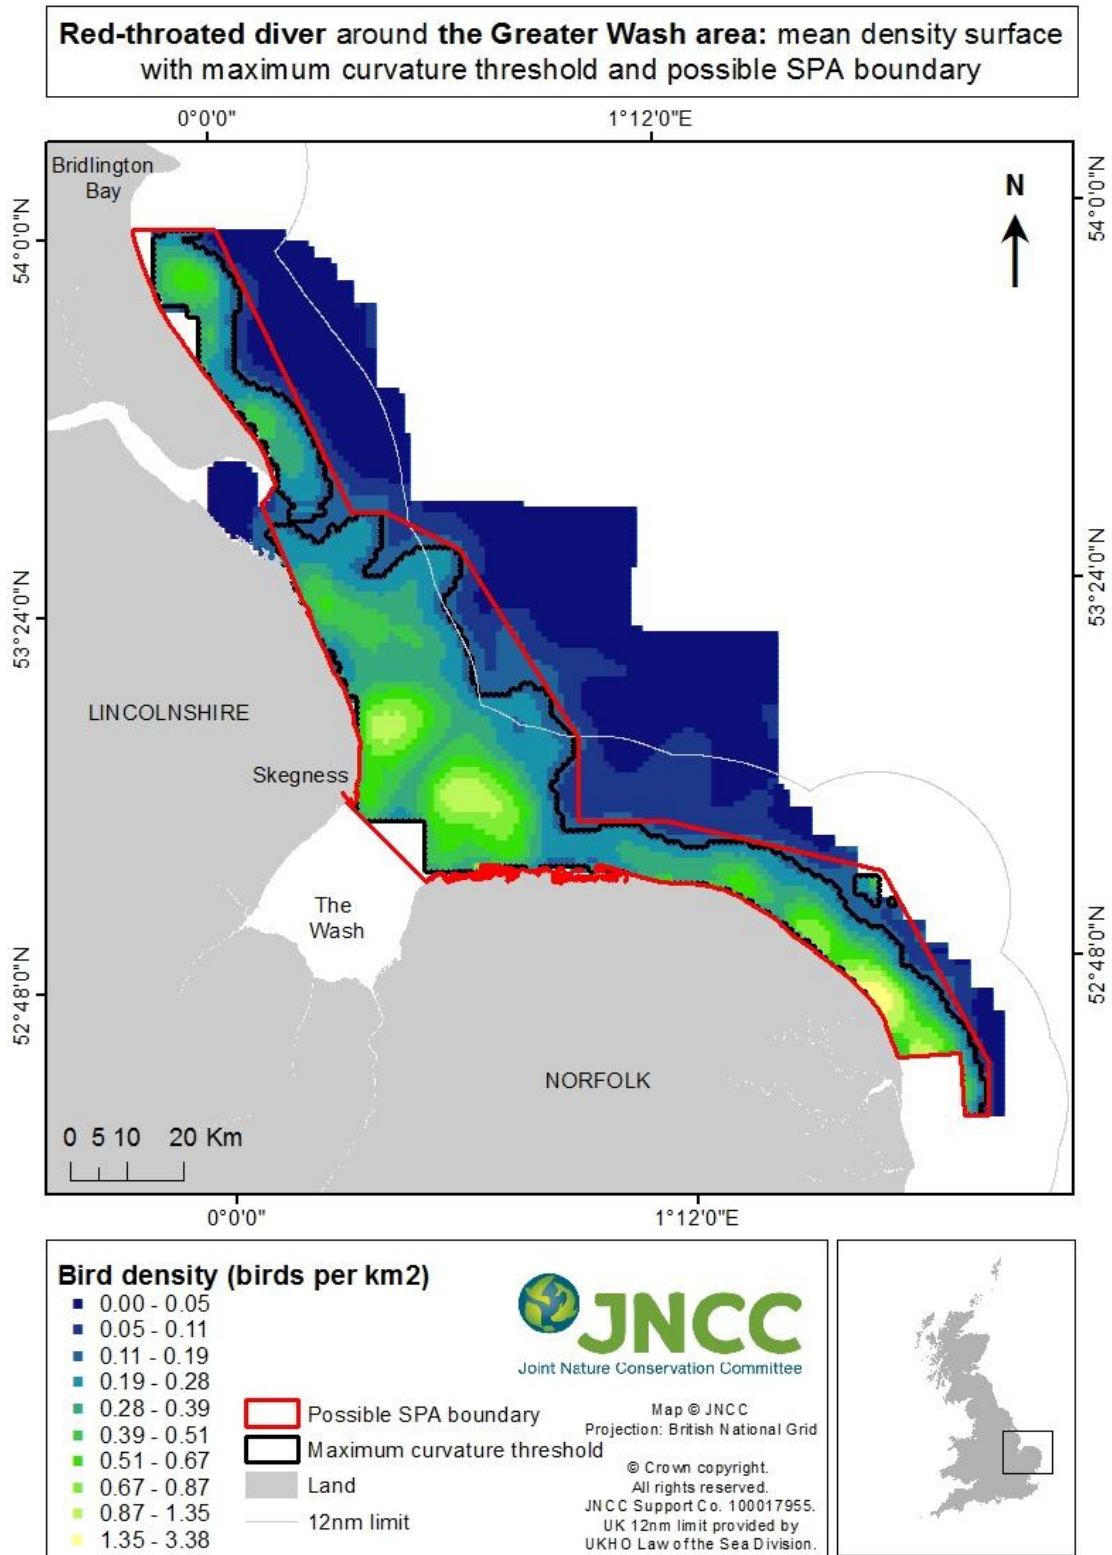 Red-throated diver around the Greater Wash area: mean density surface
with maximum curvature threshold and possible SPA boundary
0°0'0"
1°12'0"E
Bridlington
Bay
N
54°0'0"N
54°0'0"N
53°24'0"N
53°24'0"N
LINCOLNSHIRE
Skegness
The
Wash
52°48'0"N
52°48'0"N
NORFOLK
0 5 10 20 Km
0°0'0"
1°12'0"E
Bird density (birds per km2)
0.00 - 0.05
0.05 - 0.11
0.11 - 0.19
0.19 - 0.28
0.28 - 0.39
0.39 - 0.51
0.51 - 0.67
0.67 - 0.87
0.87 - 1.35
1.35 - 3.38
Possible SPA boundary
Maximum curvature threshold
Land
12nm limit
JNCC
Joint Nature Conservation Committee
Map © JNCC
Projection: British National Grid
© Crown copyright.
All rights reserved.
JNCC Support Co. 100017955.
UK 12nm limit provided by
UKHO Law of the Sea Division.